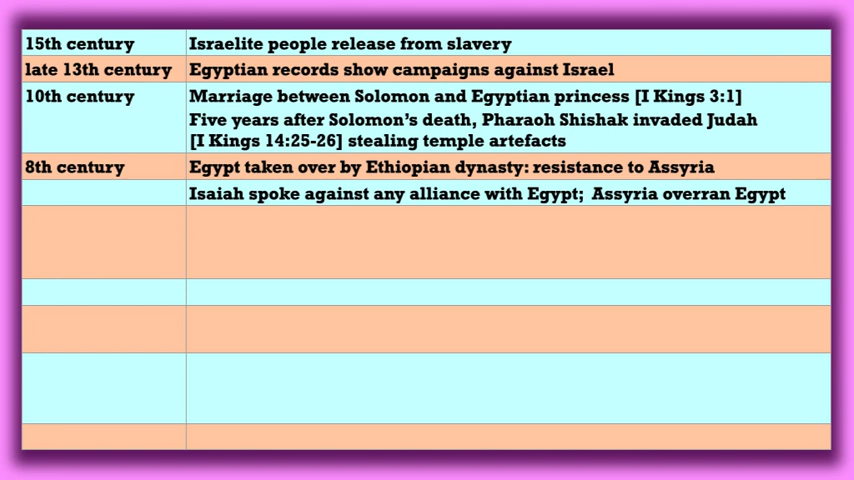 15th century Israelite people release from slavery
late 13th century Egyptian records show campaigns against Israel
10th century Marriage between Solomon and Egyptian princess [I Kings 3:1]
Five years after Solomon's death, Pharaoh Shishak invaded Judah
[I Kings 14:25-26] stealing temple artefacts
8th century Egypt taken over by Ethiopian dynasty: resistance to Assyria
Isaiah spoke against any alliance with Egypt; Assyria overran Egypt